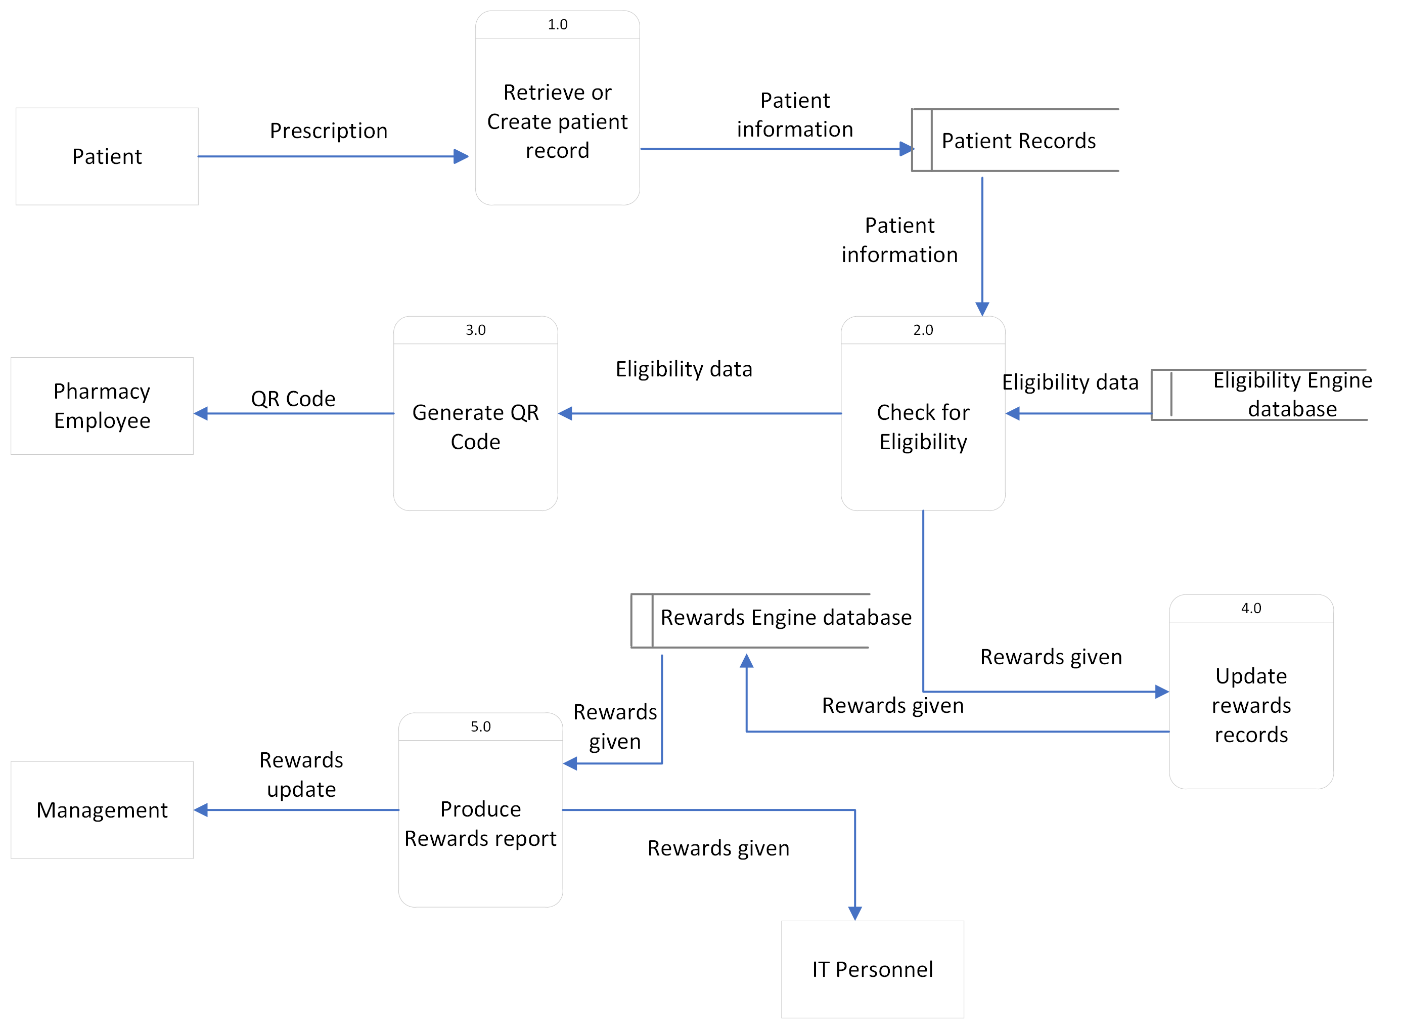 1.0
Retrieve or
Create patient
record
Patient
Prescription
Patient
information
Patient Records
Patient
information
3.0
Generate QR
Code
2.0
Check for
Eligibility
Eligibility data
Eligibility data
Eligibility Engine
database
Pharmacy
Employee
QR Code
Rewards Engine database
4.0
Update
rewards
records
Rewards given
Rewards given
Rewards
given
5.0
Produce
Rewards report
Rewards
update
Management
Rewards given
IT Personnel